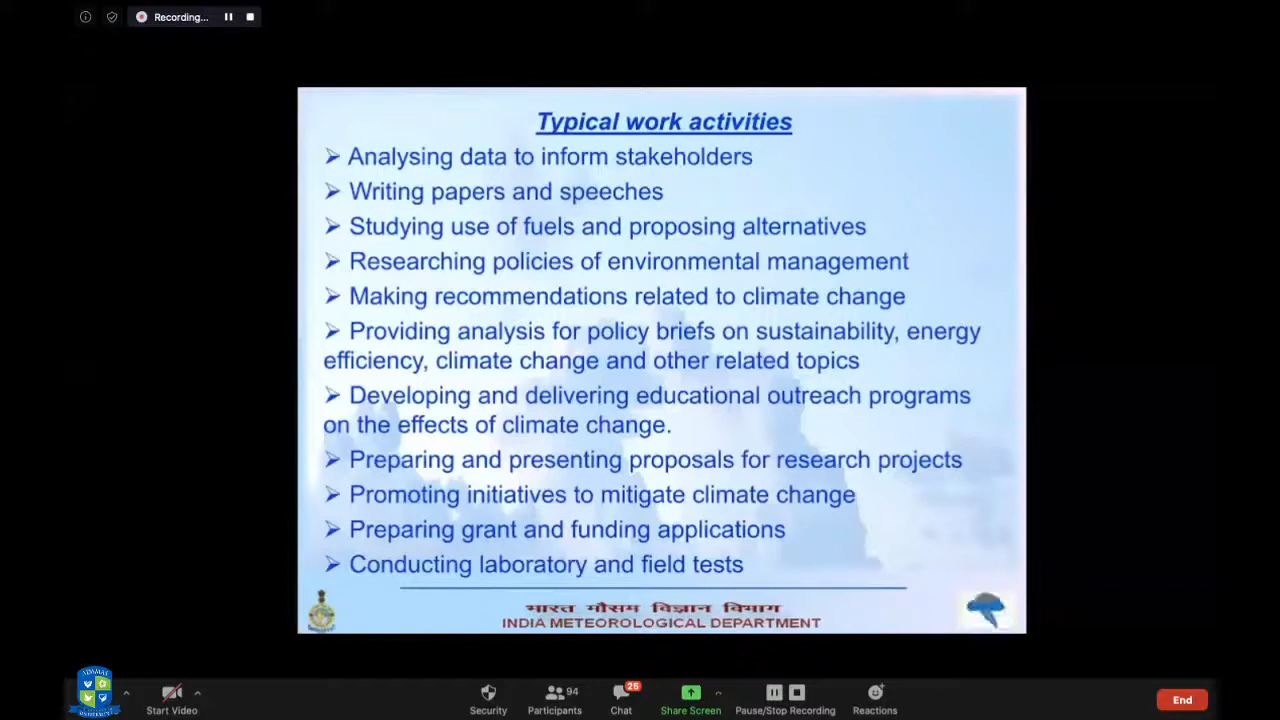 Recording...
Typical work activities
➢ Analysing data to inform stakeholders
➢ Writing papers and speeches
➢ Studying use of fuels and proposing alternatives
➢ Researching policies of environmental management
➢ Making recommendations related to climate change
➢ Providing analysis for policy briefs on sustainability, energy
efficiency, climate change and other related topics
➢ Developing and delivering educational outreach programs
on the effects of climate change.
➢ Preparing and presenting proposals for research projects
➢ Promoting initiatives to mitigate climate change
➢ Preparing grant and funding applications
➢ Conducting laboratory and field tests
भारत मौसम विज्ञान विभाग
INDIA METEOROLOGICAL DEPARTMENT
94
25
Start Video
Security
Participants
Chat
Share Screen
Pause/Stop Recording
Reactions
End